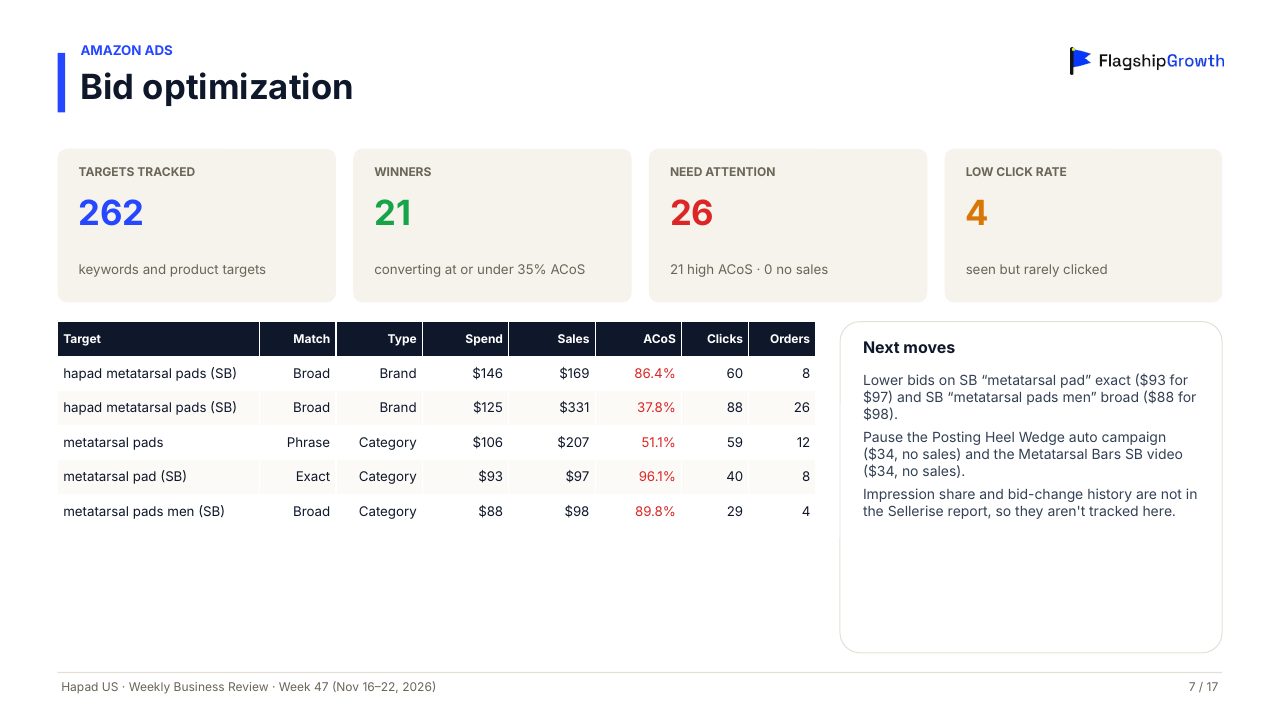 AMAZON ADS
Bid optimization
FlagshipGrowth
TARGETS TRACKED
262
keywords and product targets
WINNERS
21
converting at or under 35% ACoS
NEED ATTENTION
26
21 high ACoS · 0 no sales
LOW CLICK RATE
4
seen but rarely clicked
Target Match Type Spend Sales ACoS Clicks Orders
hapad metatarsal pads (SB) Broad Brand $146 $169 86.4% 60 8
hapad metatarsal pads (SB) Broad Brand $125 $331 37.8% 88 26
metatarsal pads Phrase Category $106 $207 51.1% 59 12
metatarsal pad (SB) Exact Category $93 $97 96.1% 40 8
metatarsal pads men (SB) Broad Category $88 $98 89.8% 29 4
Next moves
Lower bids on SB “metatarsal pad” exact ($93 for
$97) and SB “metatarsal pads men” broad ($88 for
$98).
Pause the Posting Heel Wedge auto campaign
($34, no sales) and the Metatarsal Bars SB video
($34, no sales).
Impression share and bid-change history are not in
the Sellerise report, so they aren't tracked here.
Hapad US · Weekly Business Review · Week 47 (Nov 16–22, 2026)
7 / 17